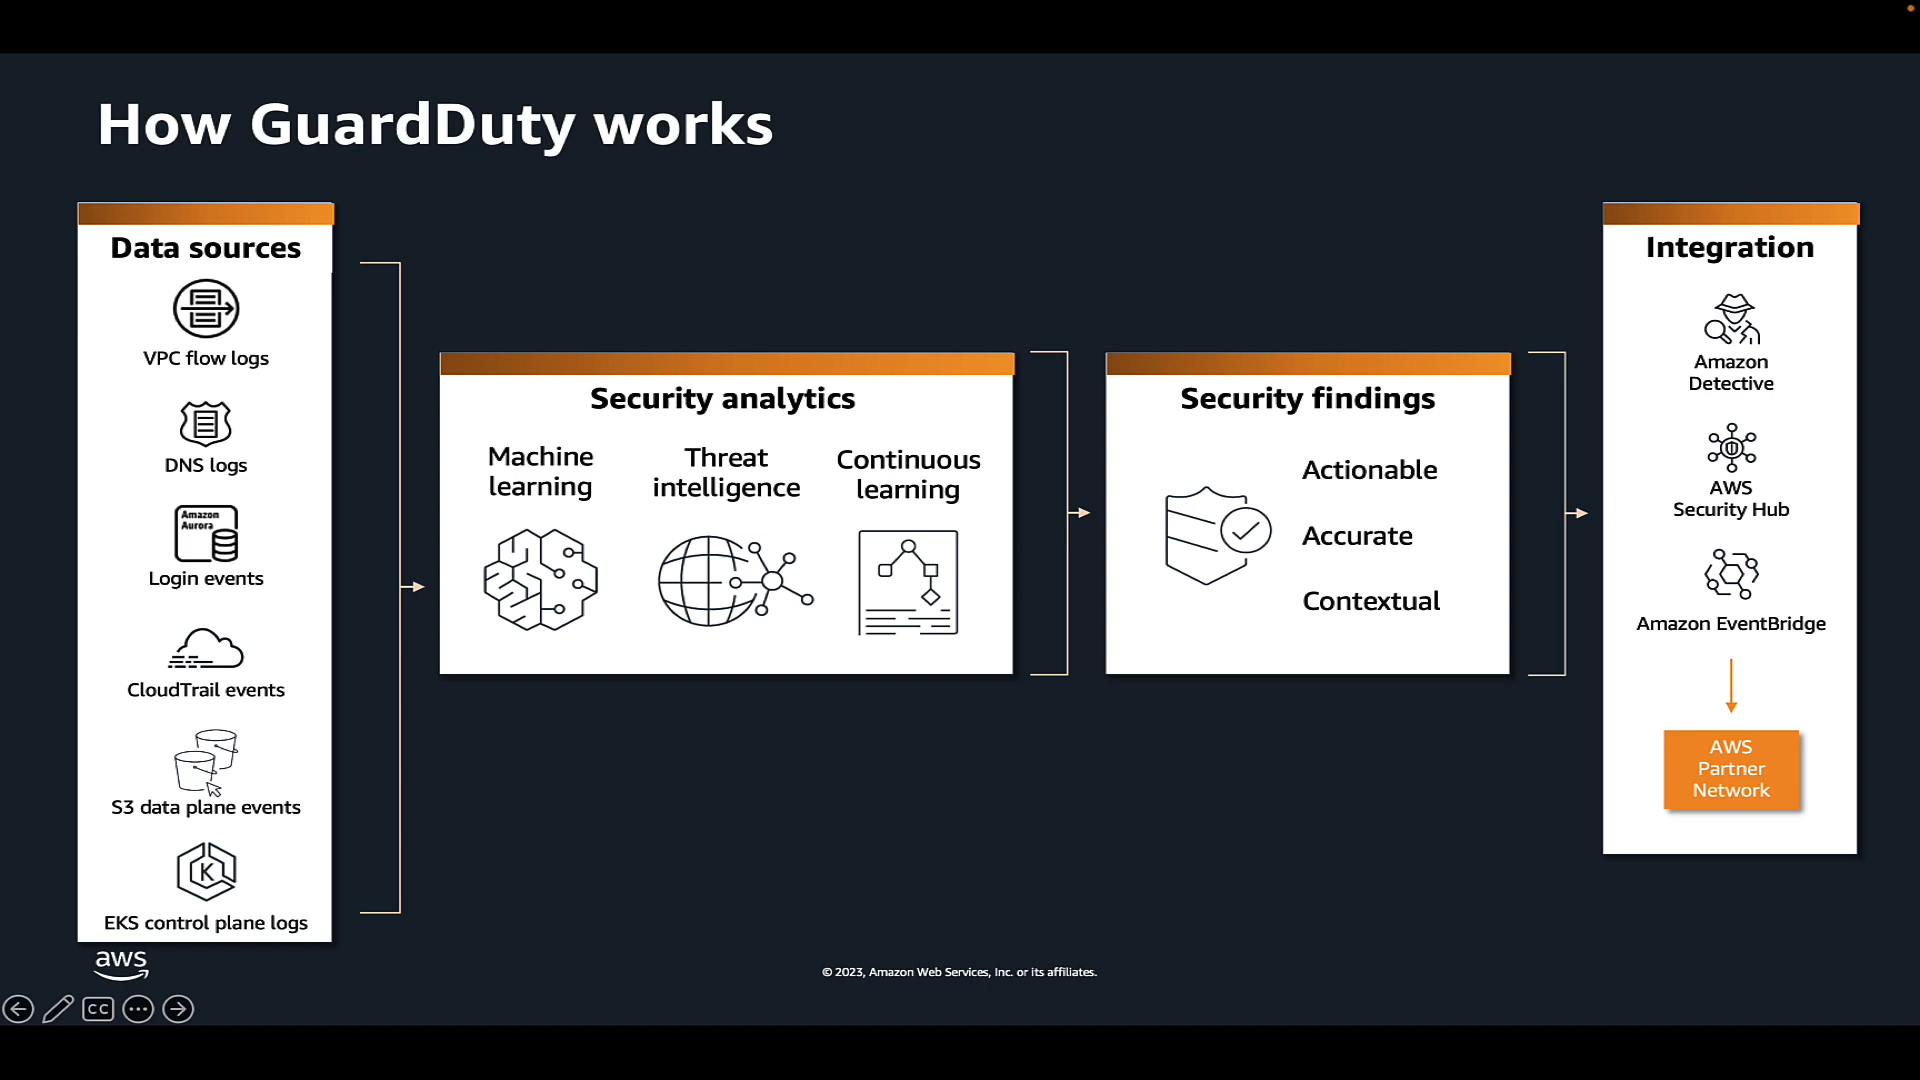 How GuardDuty works
Data sources
VPC flow logs
DNS logs
Amazon
Aurora
Login events
CloudTrail events
S3 data plane events
K
EKS control plane logs
Security analytics
Machine
learning
Threat
intelligence
Continuous
learning
Security findings
Actionable
Accurate
Contextual
Integration
Amazon
Detective
AWS
Security Hub
Amazon EventBridge
AWS
Partner
Network
aws
© 2023, Amazon Web Services, Inc. or its affiliates.
CC